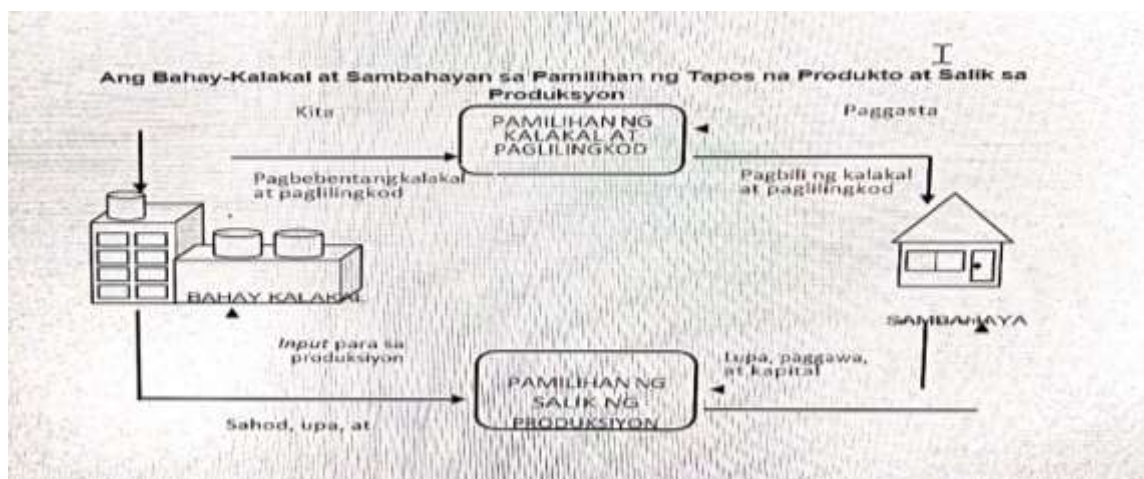 Ang Bahay-Kalakal at Sambahayan sa Pamilihan ng Tapos na Produkto at Salik sa
Produksyon
Kita
PAMILIHAN NG
KALAKAL AT
PAGLILINGKOD
Paggasta
Pagbebentangkalakal
at paglilingkod
Pagbili ng kalakal
at paglilingkod
BAHAY KALAKAL
SAMBAHAYA
Input para sa
produksiyon
Lupa, paggawa,
at kapital
PAMILIHAN NG
SALIK NG
PRODUKSIYON
Sahod, upa, at